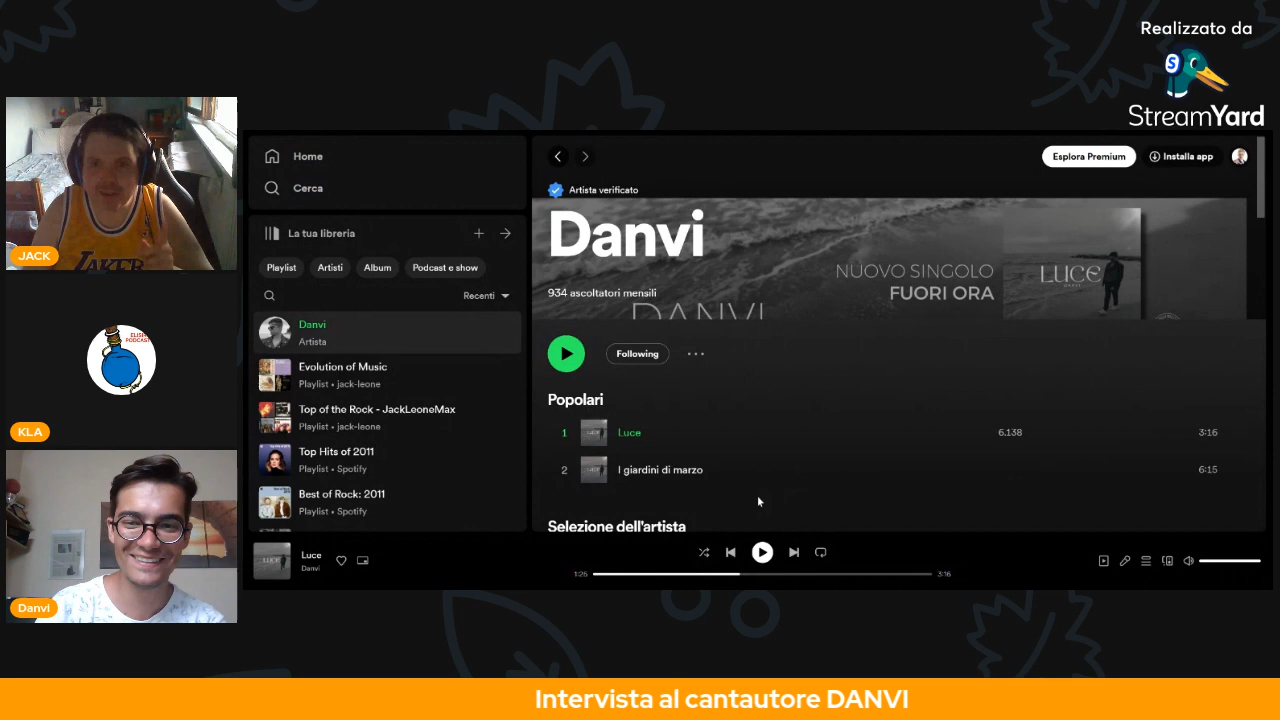 Realizzato da
StreamYard
JACK
LAKER
ELISIR
PODCAST
KLA
Danvi
Home
Cerca
La tua libreria
Playlist
Artisti
Album
Podcast e show
Recenti
Danvi
Artista
Evolution of Music
Playlist • jack-leone
Top of the Rock - JackLeoneMax
Playlist • jack-leone
Top Hits of 2011
Playlist • Spotify
Best of Rock: 2011
Playlist • Spotify
Esplora Premium
Installa app
Artista verificato
Danvi
934 ascoltatori mensili
NUOVO SINGOLO
FUORI ORA
LUCE
DANVI
Following
Popolari
1 Luce 6.138 3:16
2 I giardini di marzo 6:15
Selezione dell'artista
Luce
Danvi
1:25
3:16
Intervista al cantautore DANVI